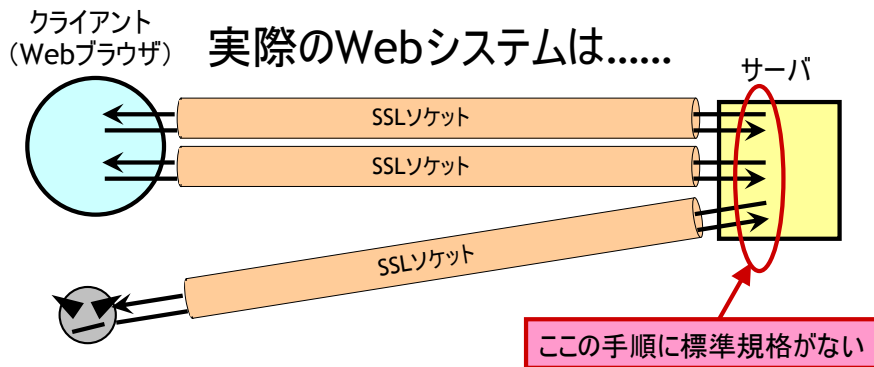 クライアント
(Webブラウザ)
実際のWebシステムは......
サーバ
SSLソケット
SSLソケット
SSLソケット
ここの手順に標準規格がない